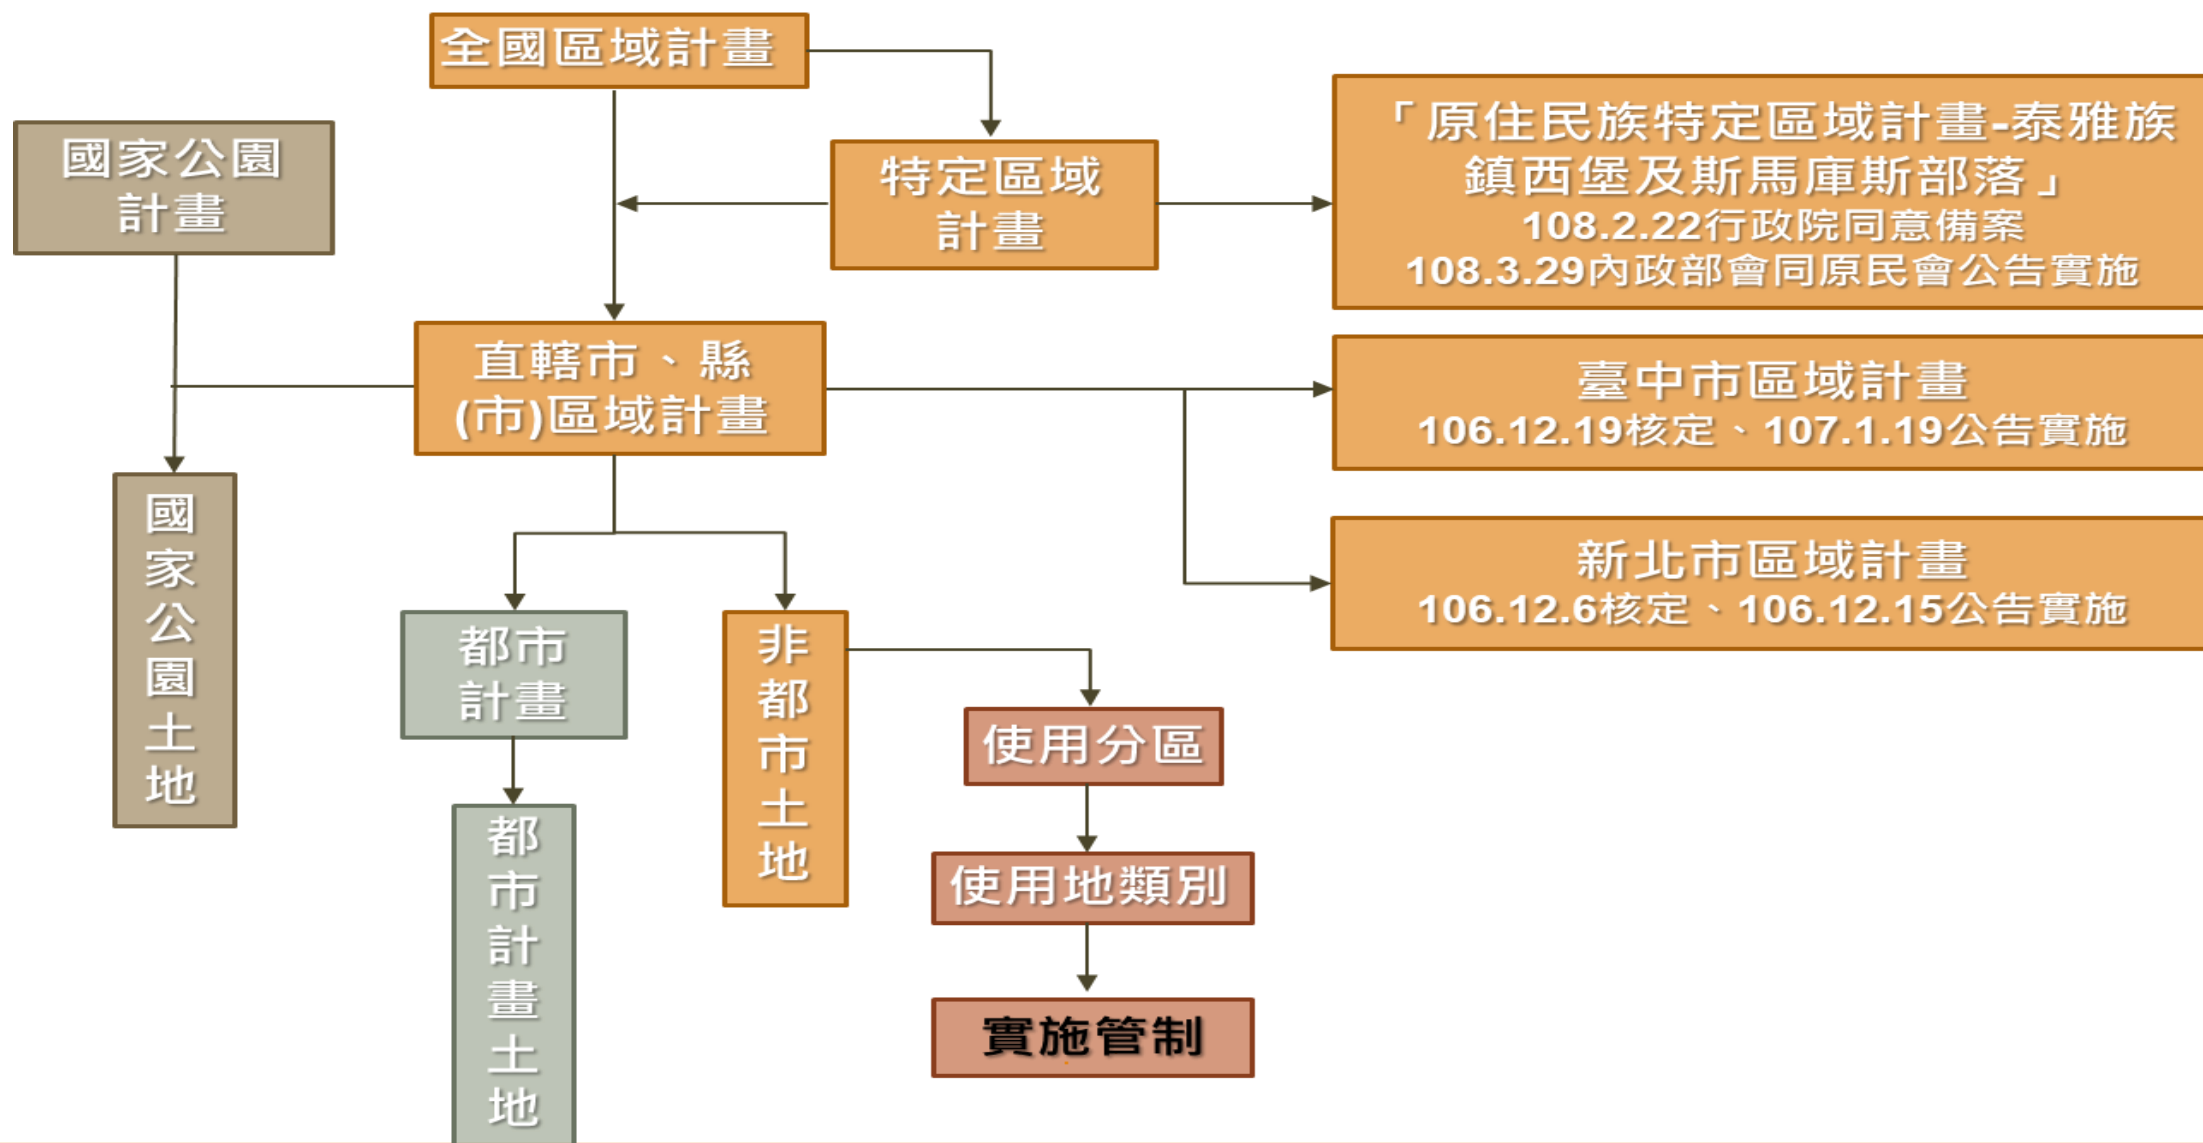 全國區域計畫
國家公園
計畫
特定區域
計畫
「原住民族特定區域計畫-泰雅族
鎮西堡及斯馬庫斯部落」
108.2.22行政院同意備案
108.3.29內政部會同原民會公告實施
直轄市、縣
(市)區域計畫
臺中市區域計畫
106.12.19核定、107.1.19公告實施
新北市區域計畫
106.12.6核定、106.12.15公告實施
國家公園土地
都市
計畫
非都市土地
使用分區
使用地類別
實施管制
都市計畫土地